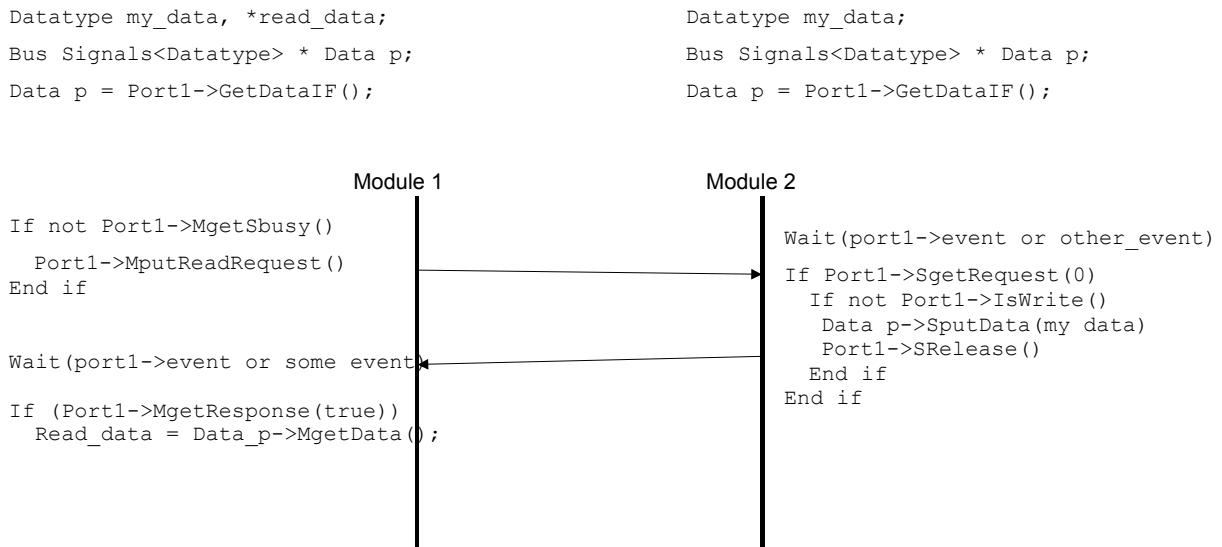 Datatype my_data, *read_data;
Bus Signals<Datatype> * Data p;
Data p = Port1->GetDataIF();
Datatype my_data;
Bus Signals<Datatype> * Data p;
Data p = Port1->GetDataIF();
Module 1
Module 2
If not Port1->MgetSbusy()
Port1->MputReadRequest()
End if
Wait(port1->event or some event)
If (Port1->MgetResponse(true))
Read_data = Data_p->MgetData();
Wait(port1->event or other_event)
If Port1->SgetRequest(0)
If not Port1->IsWrite()
Data p->SputData(my data)
Port1->SRelease()
End if
End if